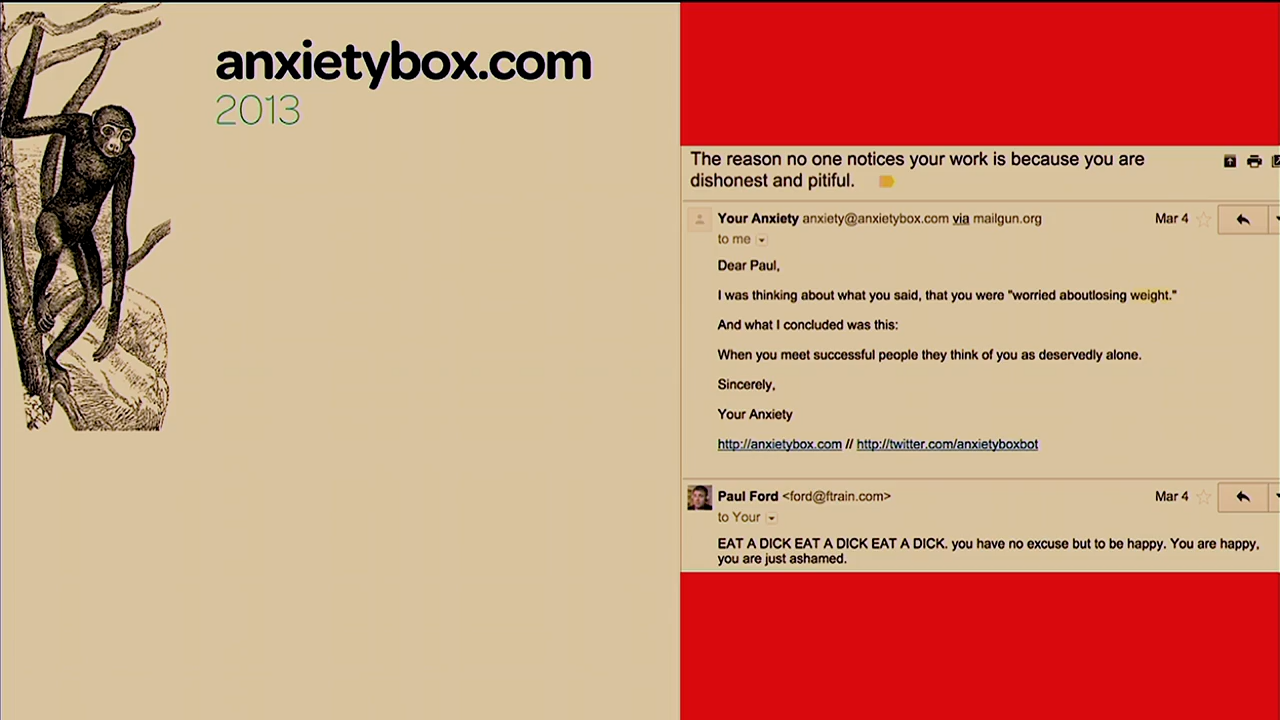 anxietybox.com
2013
The reason no one notices your work is because you are
dishonest and pitiful.
Your Anxiety anxiety@anxietybox.com via mailgun.org
Mar 4
to me
Dear Paul,
I was thinking about what you said, that you were "worried aboutlosing weight."
And what I concluded was this:
When you meet successful people they think of you as deservedly alone.
Sincerely,
Your Anxiety
http://anxietybox.com // http://twitter.com/anxietyboxbot
Paul Ford <ford@ftrain.com>
Mar 4
to Your
EAT A DICK EAT A DICK EAT A DICK. you have no excuse but to be happy. You are happy,
you are just ashamed.